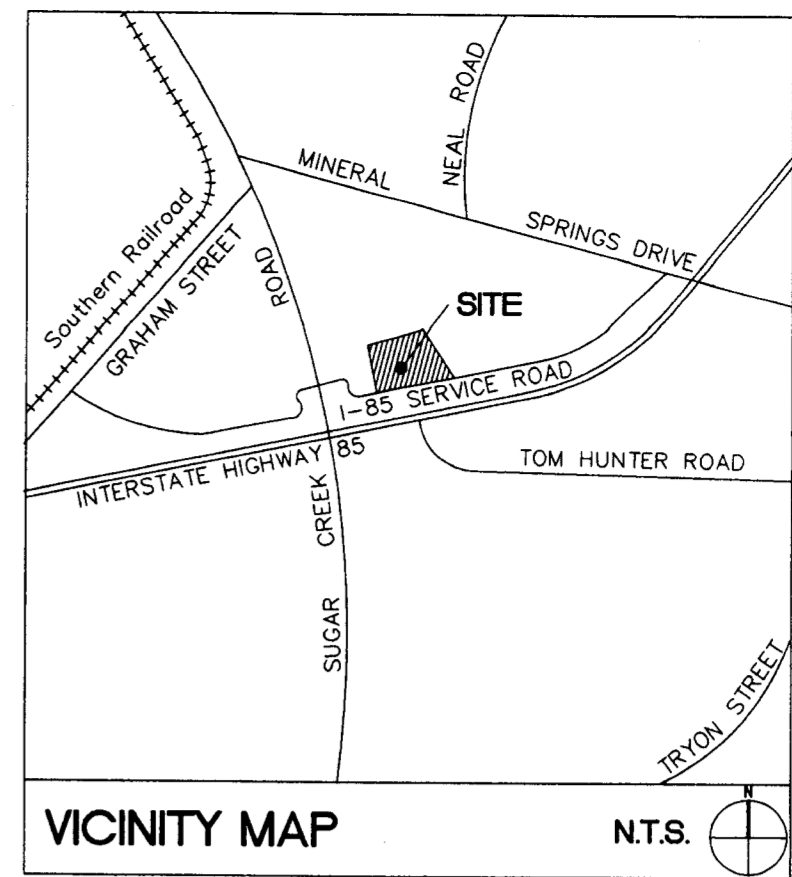 NEAL ROAD
MINERAL
SPRINGS DRIVE
Southern Railroad
GRAHAM STREET
ROAD
SITE
I-85 SERVICE ROAD
INTERSTATE HIGHWAY 85
TOM HUNTER ROAD
CREEK
SUGAR
TRYON STREET
VICINITY MAP
N.T.S.
N